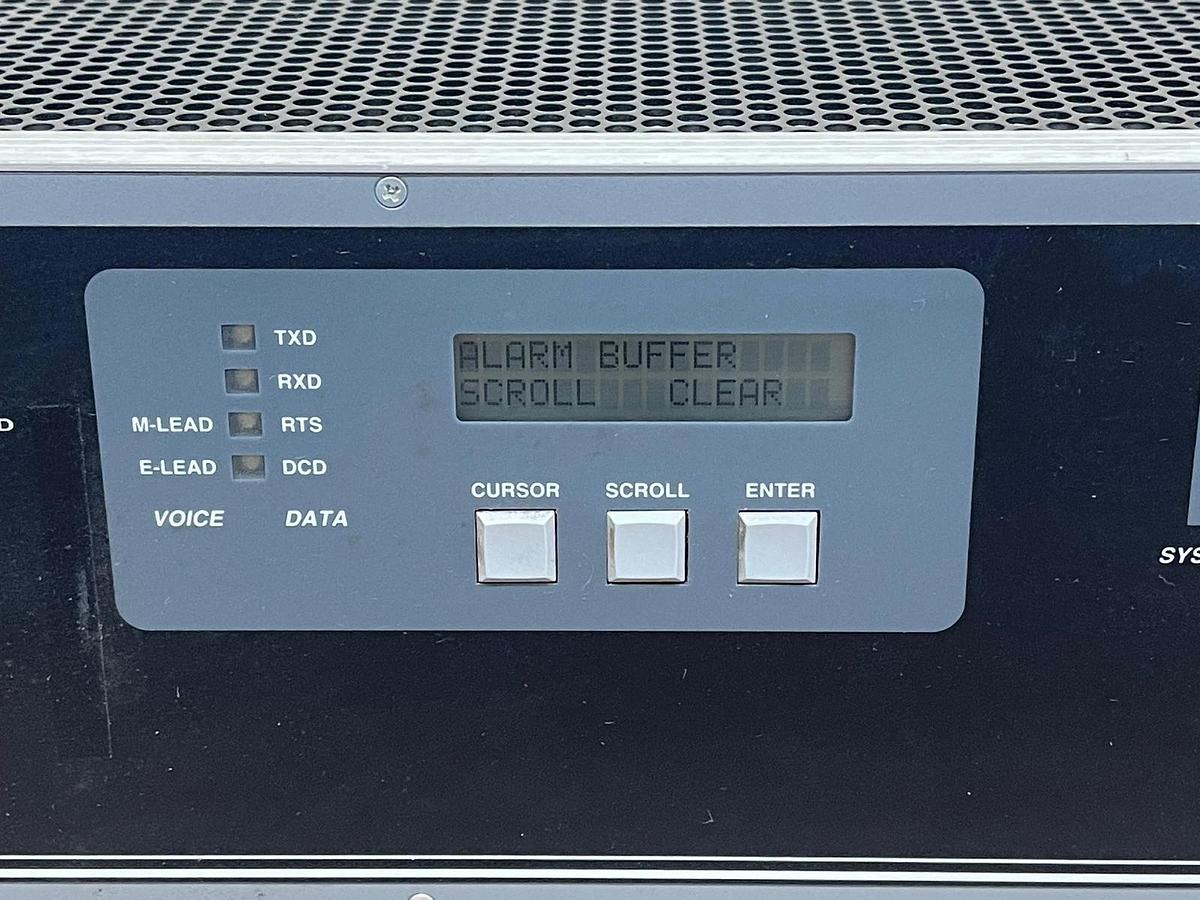 TXD
RXD
M-LEAD RTS
E-LEAD DCD
VOICE DATA
ALARM BUFFER
SCROLL CLEAR
CURSOR SCROLL ENTER